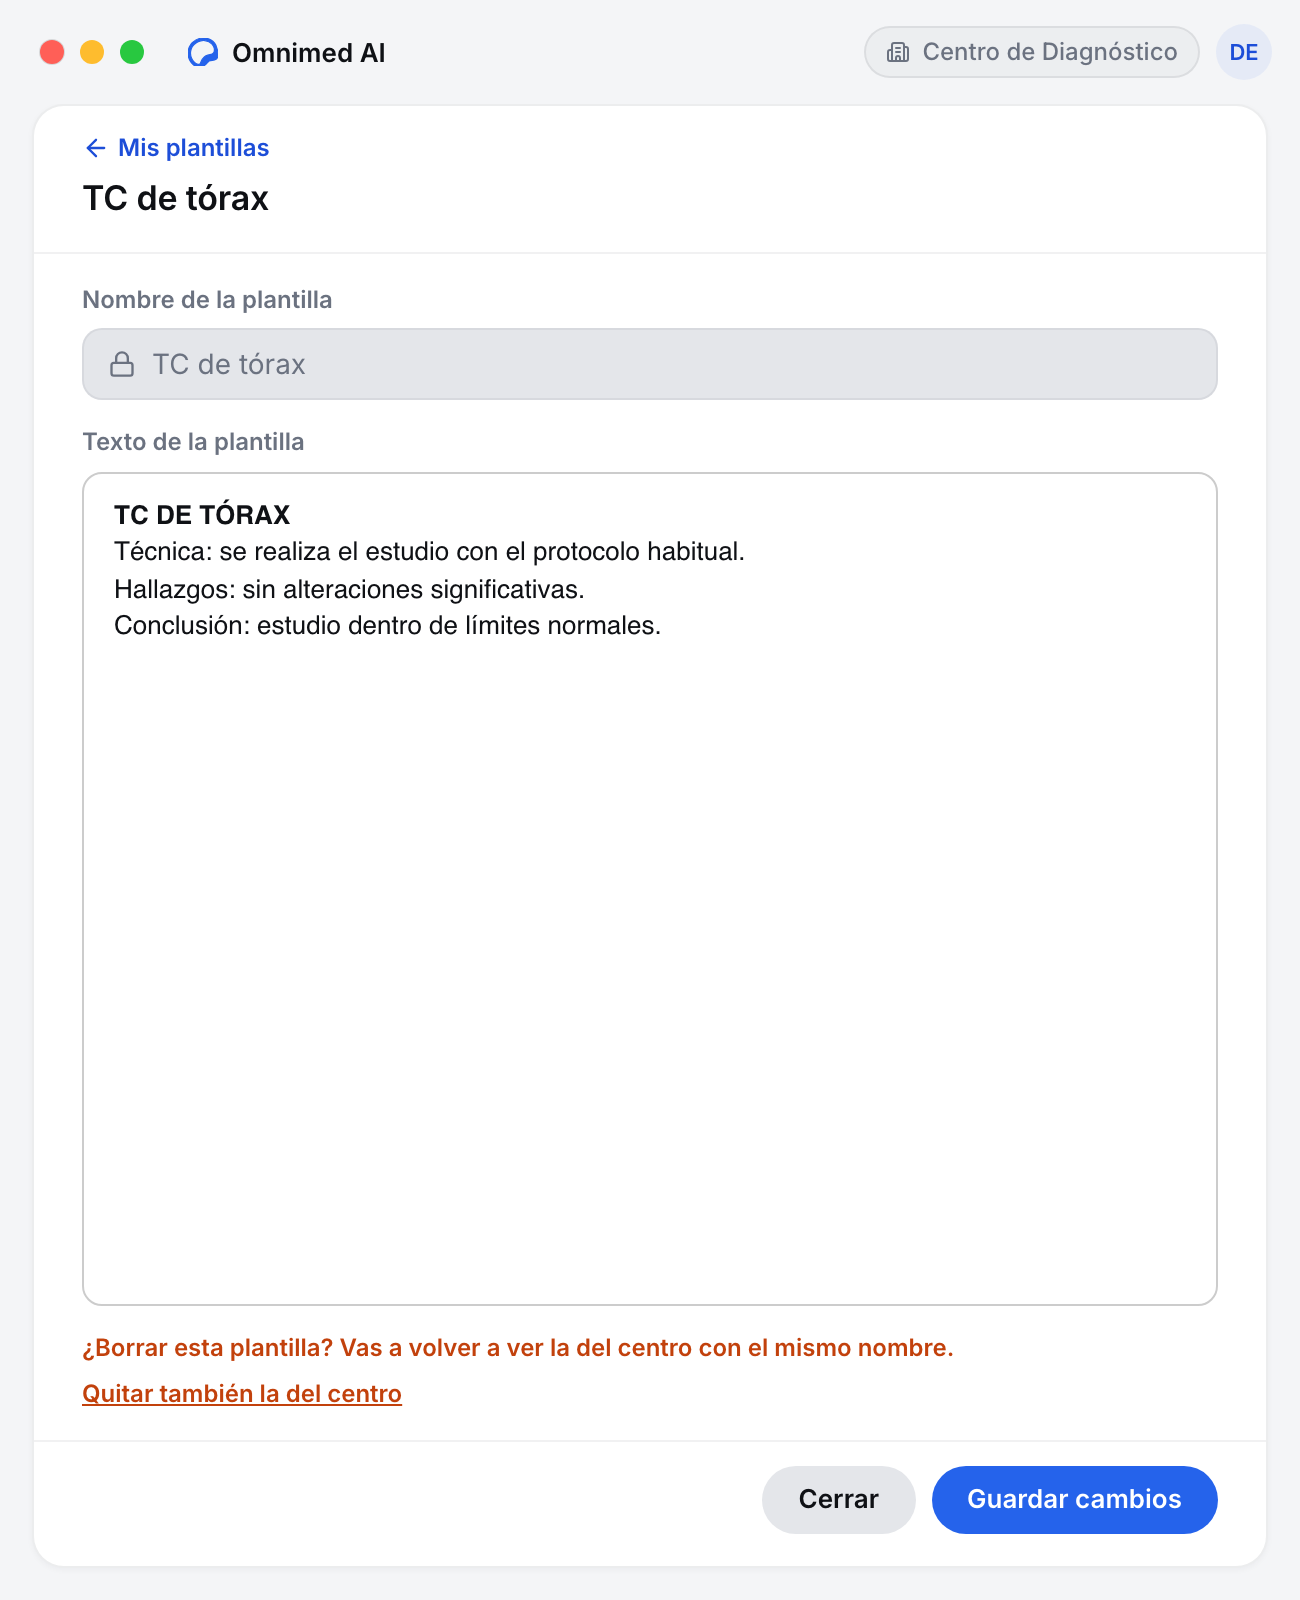 Omnimed AI
Centro de Diagnóstico
DE
Mis plantillas
TC de tórax
Nombre de la plantilla
TC de tórax
Texto de la plantilla
TC DE TÓRAX
Técnica: se realiza el estudio con el protocolo habitual.
Hallazgos: sin alteraciones significativas.
Conclusión: estudio dentro de límites normales.
¿Borrar esta plantilla? Vas a volver a ver la del centro con el mismo nombre.
Quitar también la del centro
Cerrar
Guardar cambios